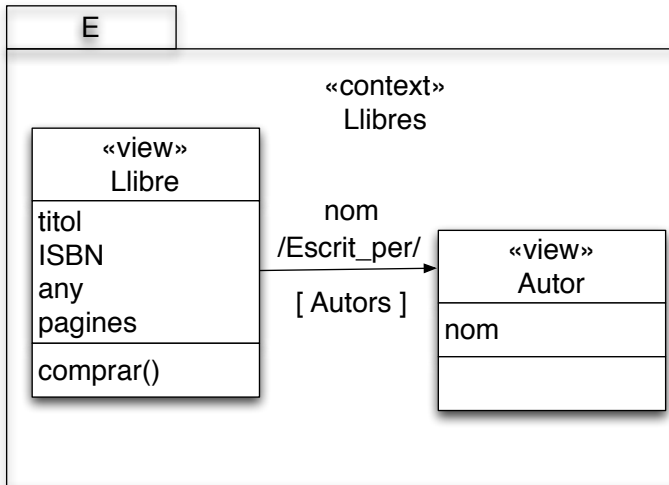 E
«context»
Llibres
«view»
Llibre
titol
ISBN
any
pagines
comprar()
nom
/Escrit_per/
[ Autors ]
«view»
Autor
nom